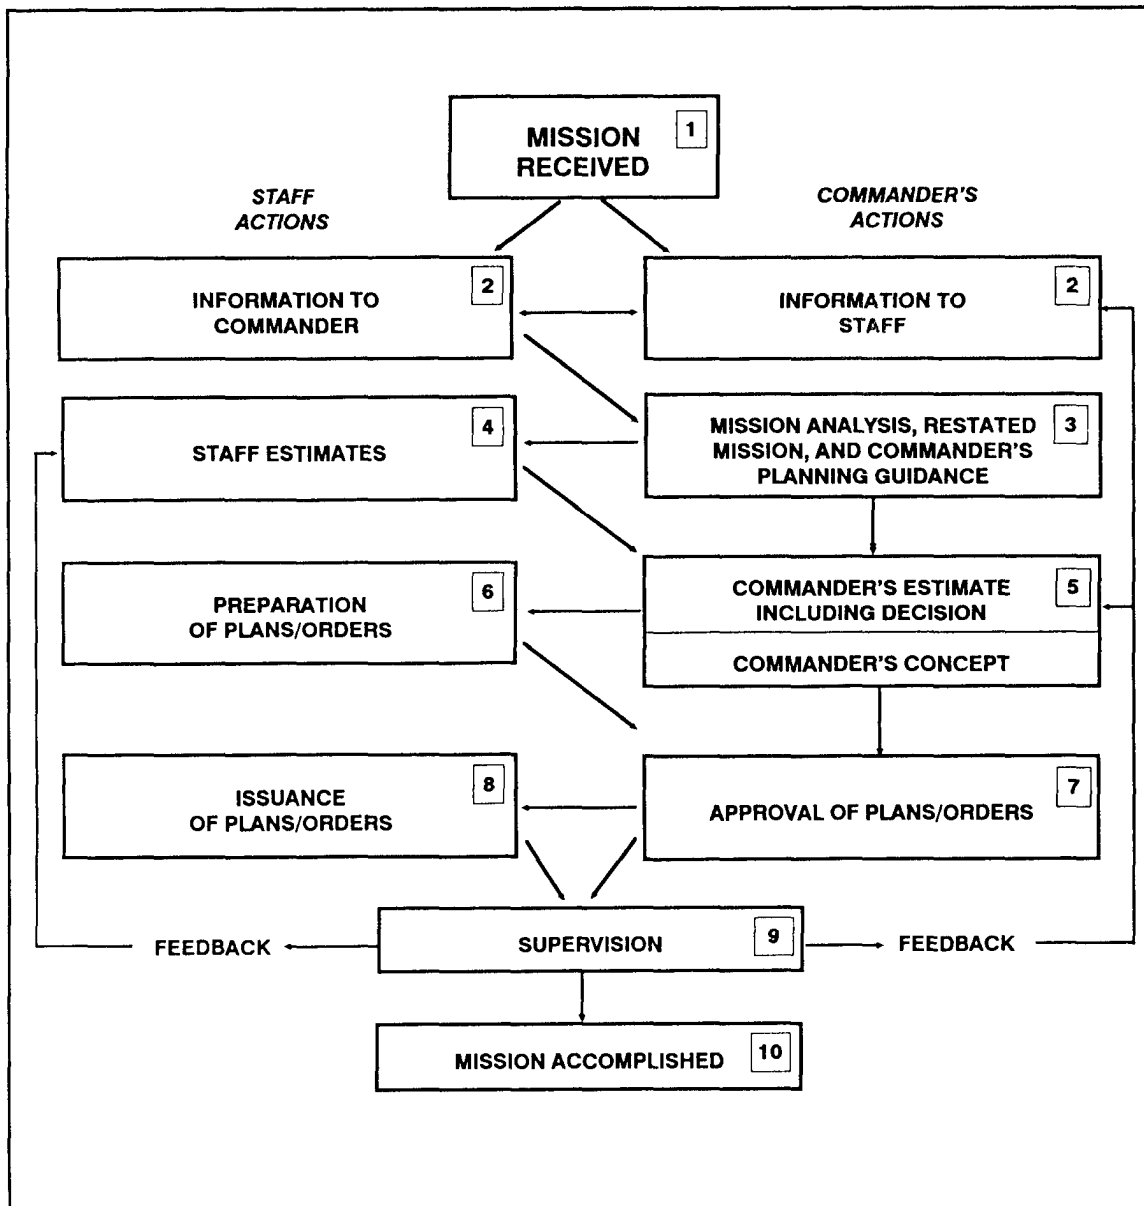 MISSION
RECEIVED
1
STAFF
ACTIONS
COMMANDER'S
ACTIONS
INFORMATION TO
COMMANDER
2
INFORMATION TO
STAFF
2
STAFF ESTIMATES
4
MISSION ANALYSIS, RESTATED
MISSION, AND COMMANDER'S
PLANNING GUIDANCE
3
PREPARATION
OF PLANS/ORDERS
6
COMMANDER'S ESTIMATE
INCLUDING DECISION
5
COMMANDER'S CONCEPT
ISSUANCE
OF PLANS/ORDERS
8
APPROVAL OF PLANS/ORDERS
7
FEEDBACK
SUPERVISION
9
FEEDBACK
MISSION ACCOMPLISHED
10